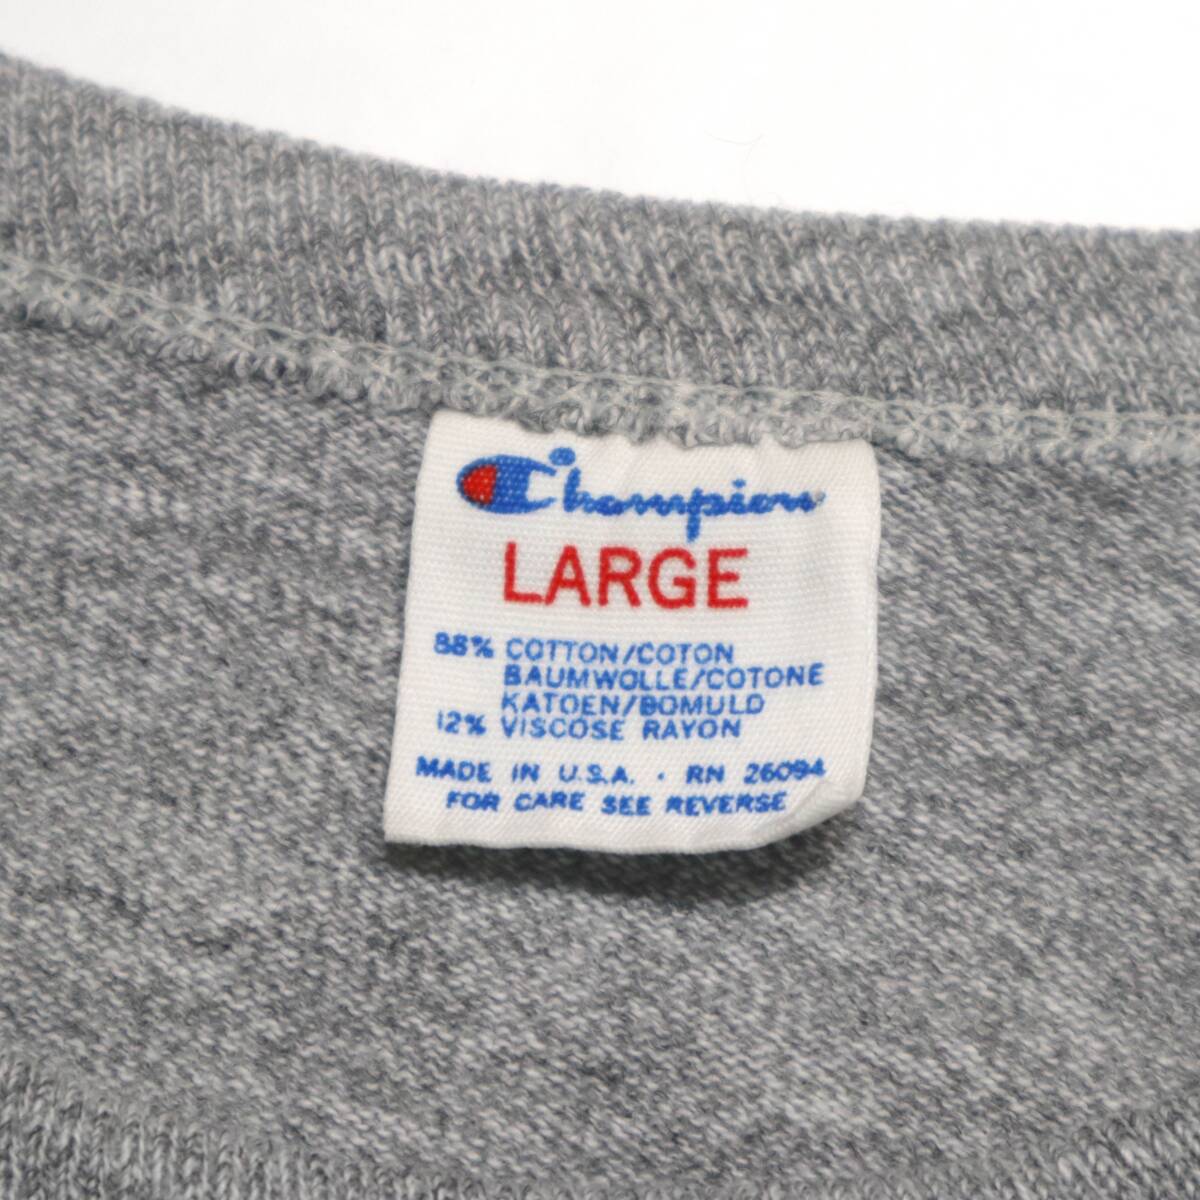 Champion®
LARGE
88% COTTON/COTON
BAUMWOLLE/COTONE
KATOEN/BOMULD
12% VISCOSE RAYON
MADE IN U.S.A. · RN 26094
FOR CARE SEE REVERSE